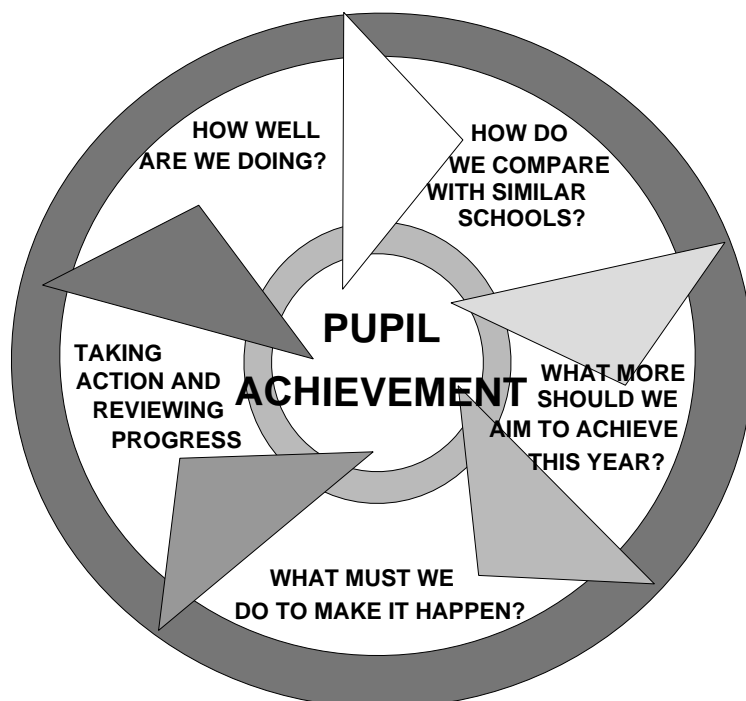 HOW WELL
ARE WE DOING?
HOW DO
WE COMPARE
WITH SIMILAR
SCHOOLS?
PUPIL
ACHIEVEMENT
WHAT MORE
SHOULD WE
AIM TO ACHIEVE
THIS YEAR?
WHAT MUST WE
DO TO MAKE IT HAPPEN?
TAKING
ACTION AND
REVIEWING
PROGRESS